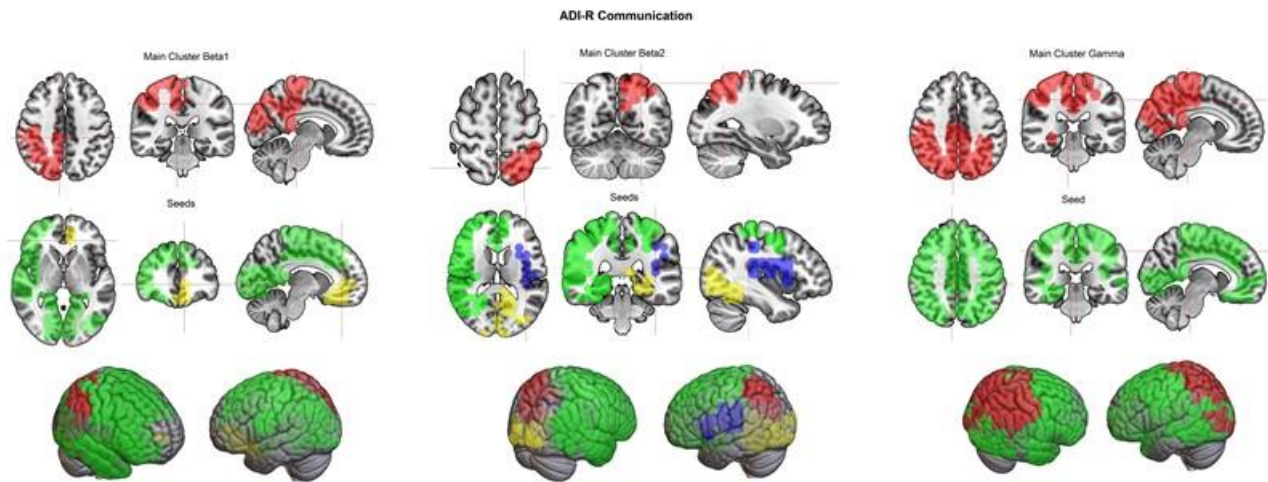 ADI-R Communication
Main Cluster Beta1
Main Cluster Beta2
Main Cluster Gamma
Seeds
Seeds
Seed